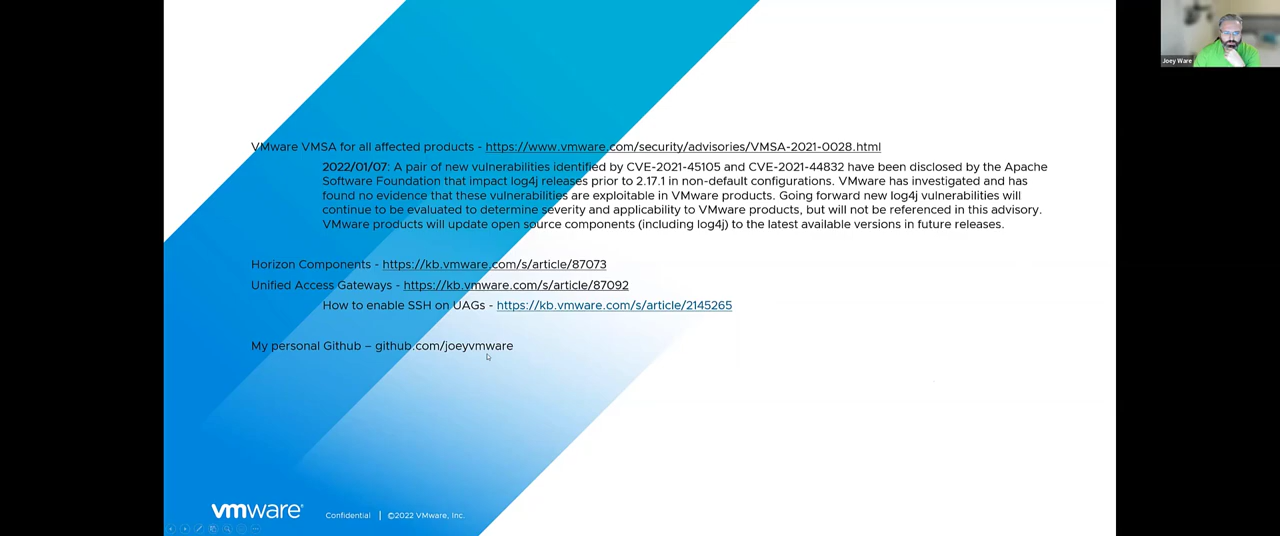 Joey Ware
VMware VMSA for all affected products - https://www.vmware.com/security/advisories/VMSA-2021-0028.html
2022/01/07: A pair of new vulnerabilities identified by CVE-2021-45105 and CVE-2021-44832 have been disclosed by the Apache
Software Foundation that impact log4j releases prior to 2.17.1 in non-default configurations. VMware has investigated and has
found no evidence that these vulnerabilities are exploitable in VMware products. Going forward new log4j vulnerabilities will
continue to be evaluated to determine severity and applicability to VMware products, but will not be referenced in this advisory.
VMware products will update open source components (including log4j) to the latest available versions in future releases.
Horizon Components - https://kb.vmware.com/s/article/87073
Unified Access Gateways - https://kb.vmware.com/s/article/87092
How to enable SSH on UAGs - https://kb.vmware.com/s/article/2145265
My personal Github – github.com/joeyvmware
vmware®
Confidential | ©2022 VMware, Inc.